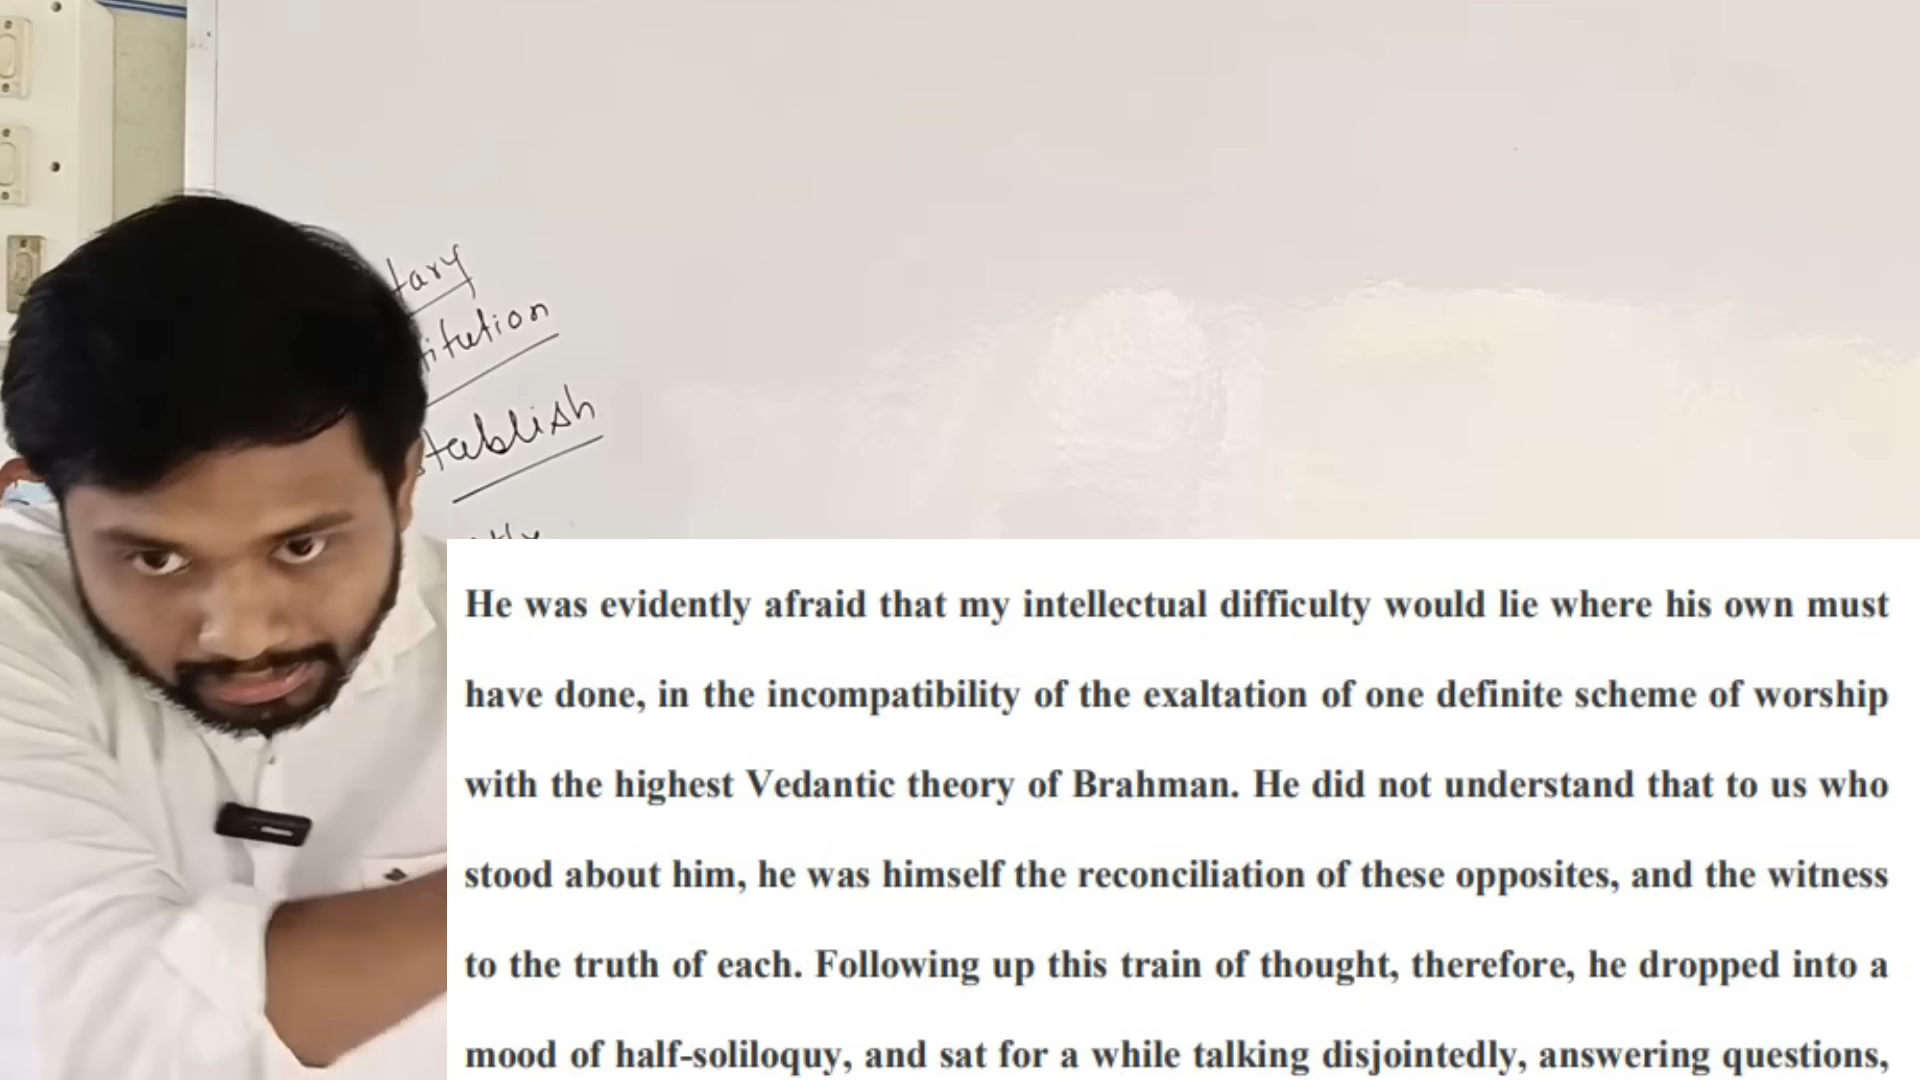 tary
titution
tablish
He was evidently afraid that my intellectual difficulty would lie where his own must
have done, in the incompatibility of the exaltation of one definite scheme of worship
with the highest Vedantic theory of Brahman. He did not understand that to us who
stood about him, he was himself the reconciliation of these opposites, and the witness
to the truth of each. Following up this train of thought, therefore, he dropped into a
mood of half-soliloquy, and sat for a while talking disjointedly, answering questions,